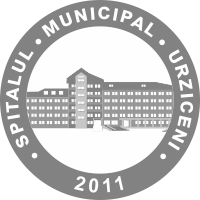 · SPITALUL · MUNICIPAL · URZICENI ·
2011